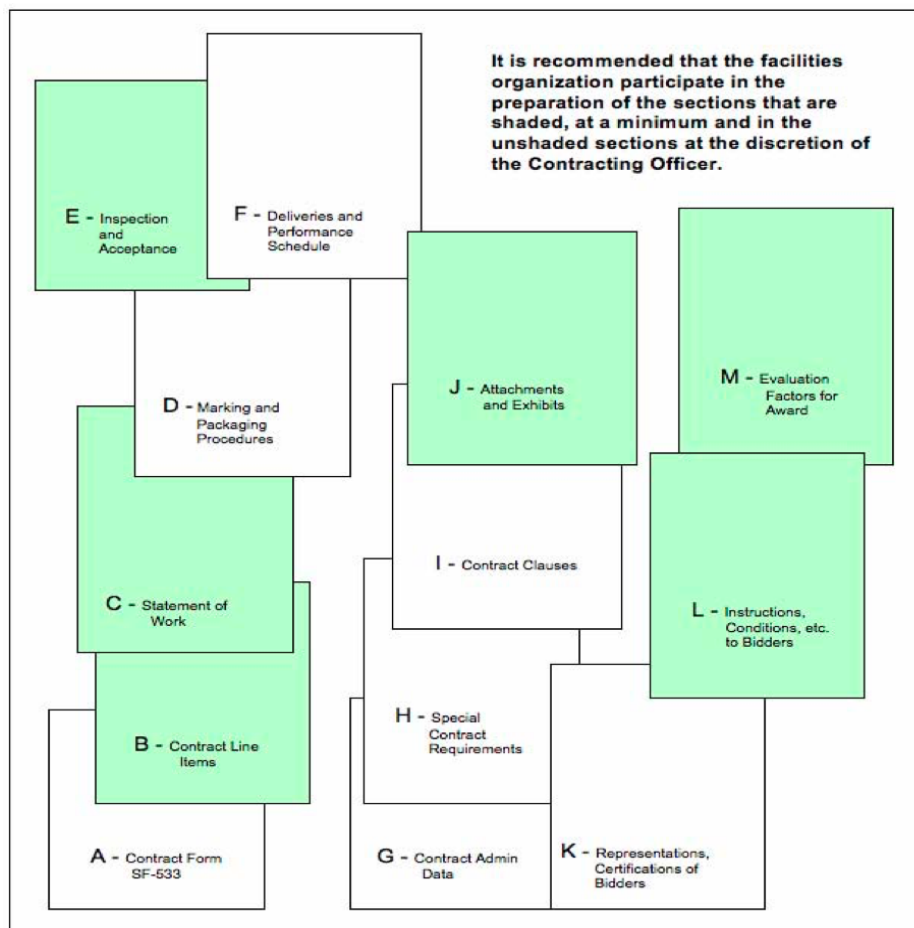 It is recommended that the facilities
organization participate in the
preparation of the sections that are
shaded, at a minimum and in the
unshaded sections at the discretion of
the Contracting Officer.
E - Inspection
and
Acceptance
F - Deliveries and
Performance
Schedule
D - Marking and
Packaging
Procedures
C - Statement of
Work
B - Contract Line
Items
A - Contract Form
SF-533
J - Attachments
and Exhibits
I - Contract Clauses
H - Special
Contract
Requirements
G - Contract Admin
Data
M - Evaluation
Factors for
Award
L - Instructions,
Conditions, etc.
to Bidders
K - Representations,
Certifications of
Bidders